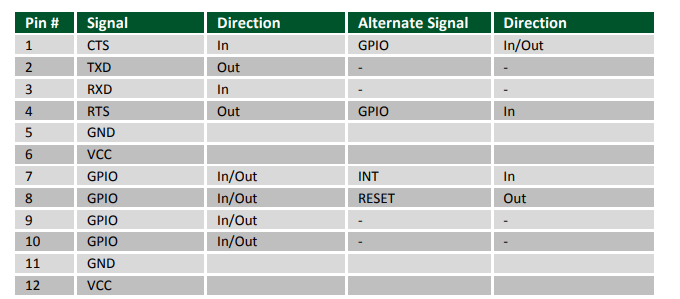 Pin # Signal Direction Alternate Signal Direction
1 CTS In GPIO In/Out
2 TXD Out - -
3 RXD In - -
4 RTS Out GPIO In
5 GND
6 VCC
7 GPIO In/Out INT In
8 GPIO In/Out RESET Out
9 GPIO In/Out - -
10 GPIO In/Out - -
11 GND
12 VCC